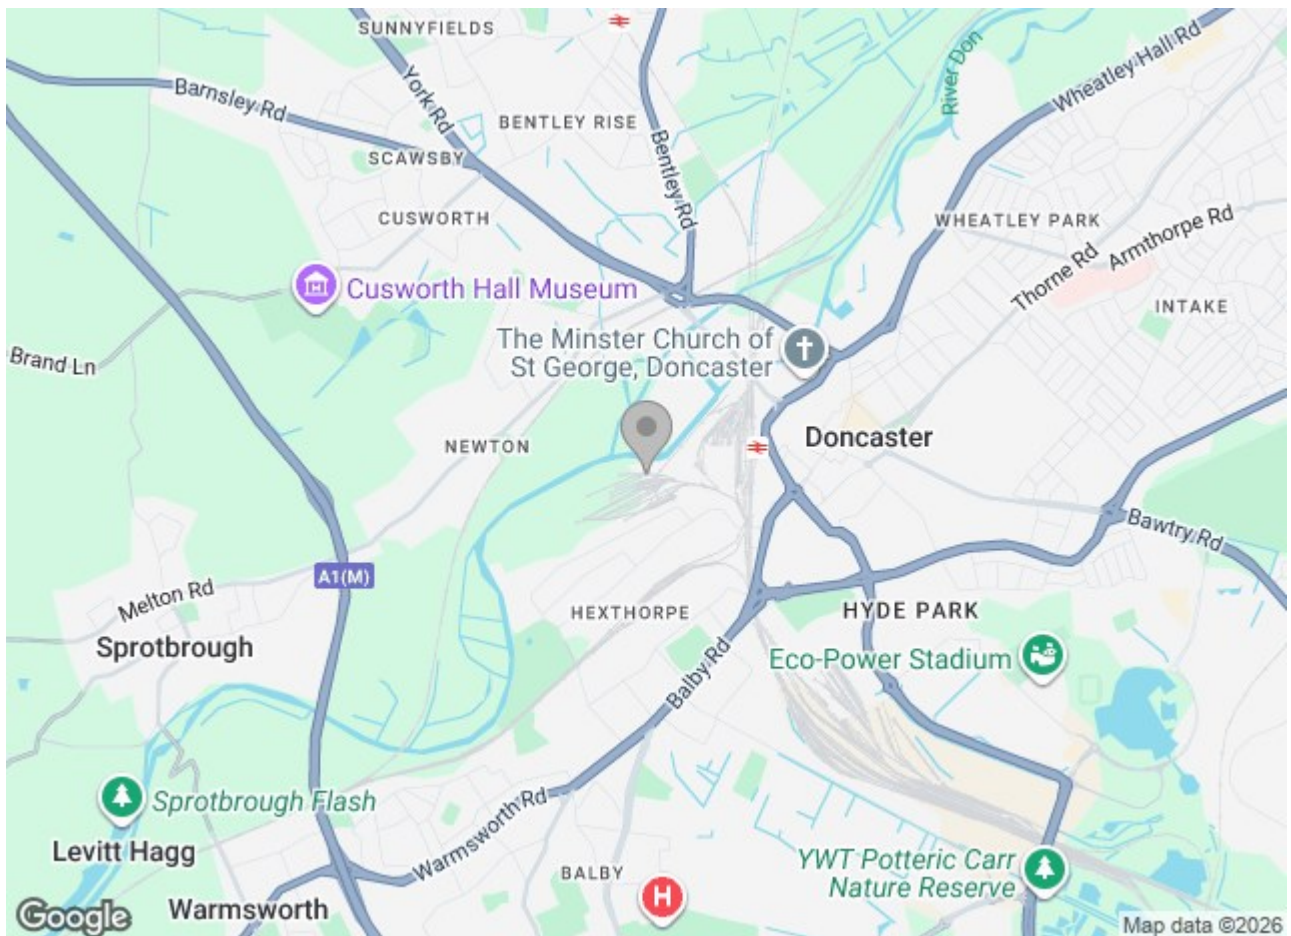 SUNNYFIELDS
River Don
Wheatley Hall Rd
Barnsley Rd
York Rd
BENTLEY RISE
Bentley Rd
SCAWSBY
CUSWORTH
WHEATLEY PARK
Armthorpe Rd
Thorne Rd
Cusworth Hall Museum
INTAKE
The Minster Church of
St George, Doncaster
Brand Ln
NEWTON
Doncaster
Bawtry Rd
A1(M)
Melton Rd
HEXTHORPE
HYDE PARK
Sprotbrough
Balby Rd
Eco-Power Stadium
Sprotbrough Flash
Warmsworth Rd
Levitt Hagg
BALBY
H
YWT Potteric Carr
Nature Reserve
Warmsworth
Google
Map data ©2026